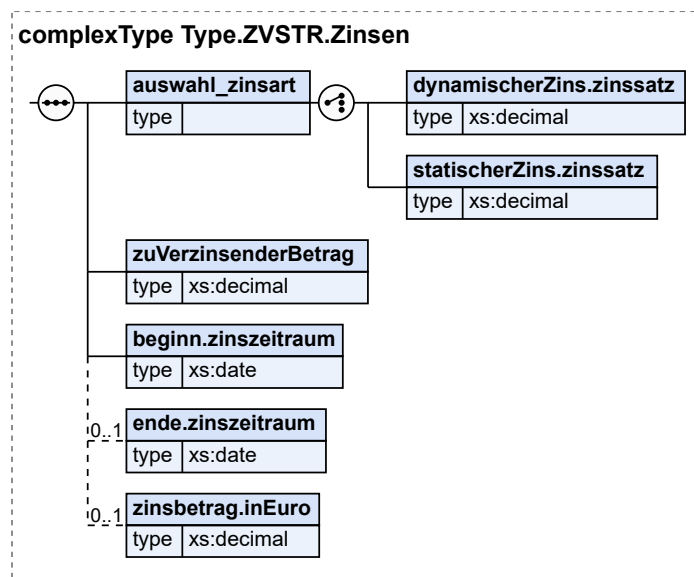 complexType Type.ZVSTR.Zinsen
auswahl_zinsart
type
dynamischerZins.zinssatz
type xs:decimal
statischerZins.zinssatz
type xs:decimal
zuVerzinsenderBetrag
type xs:decimal
beginn.zinszeitraum
type xs:date
0..1
ende.zinszeitraum
type xs:date
0..1
zinsbetrag.inEuro
type xs:decimal